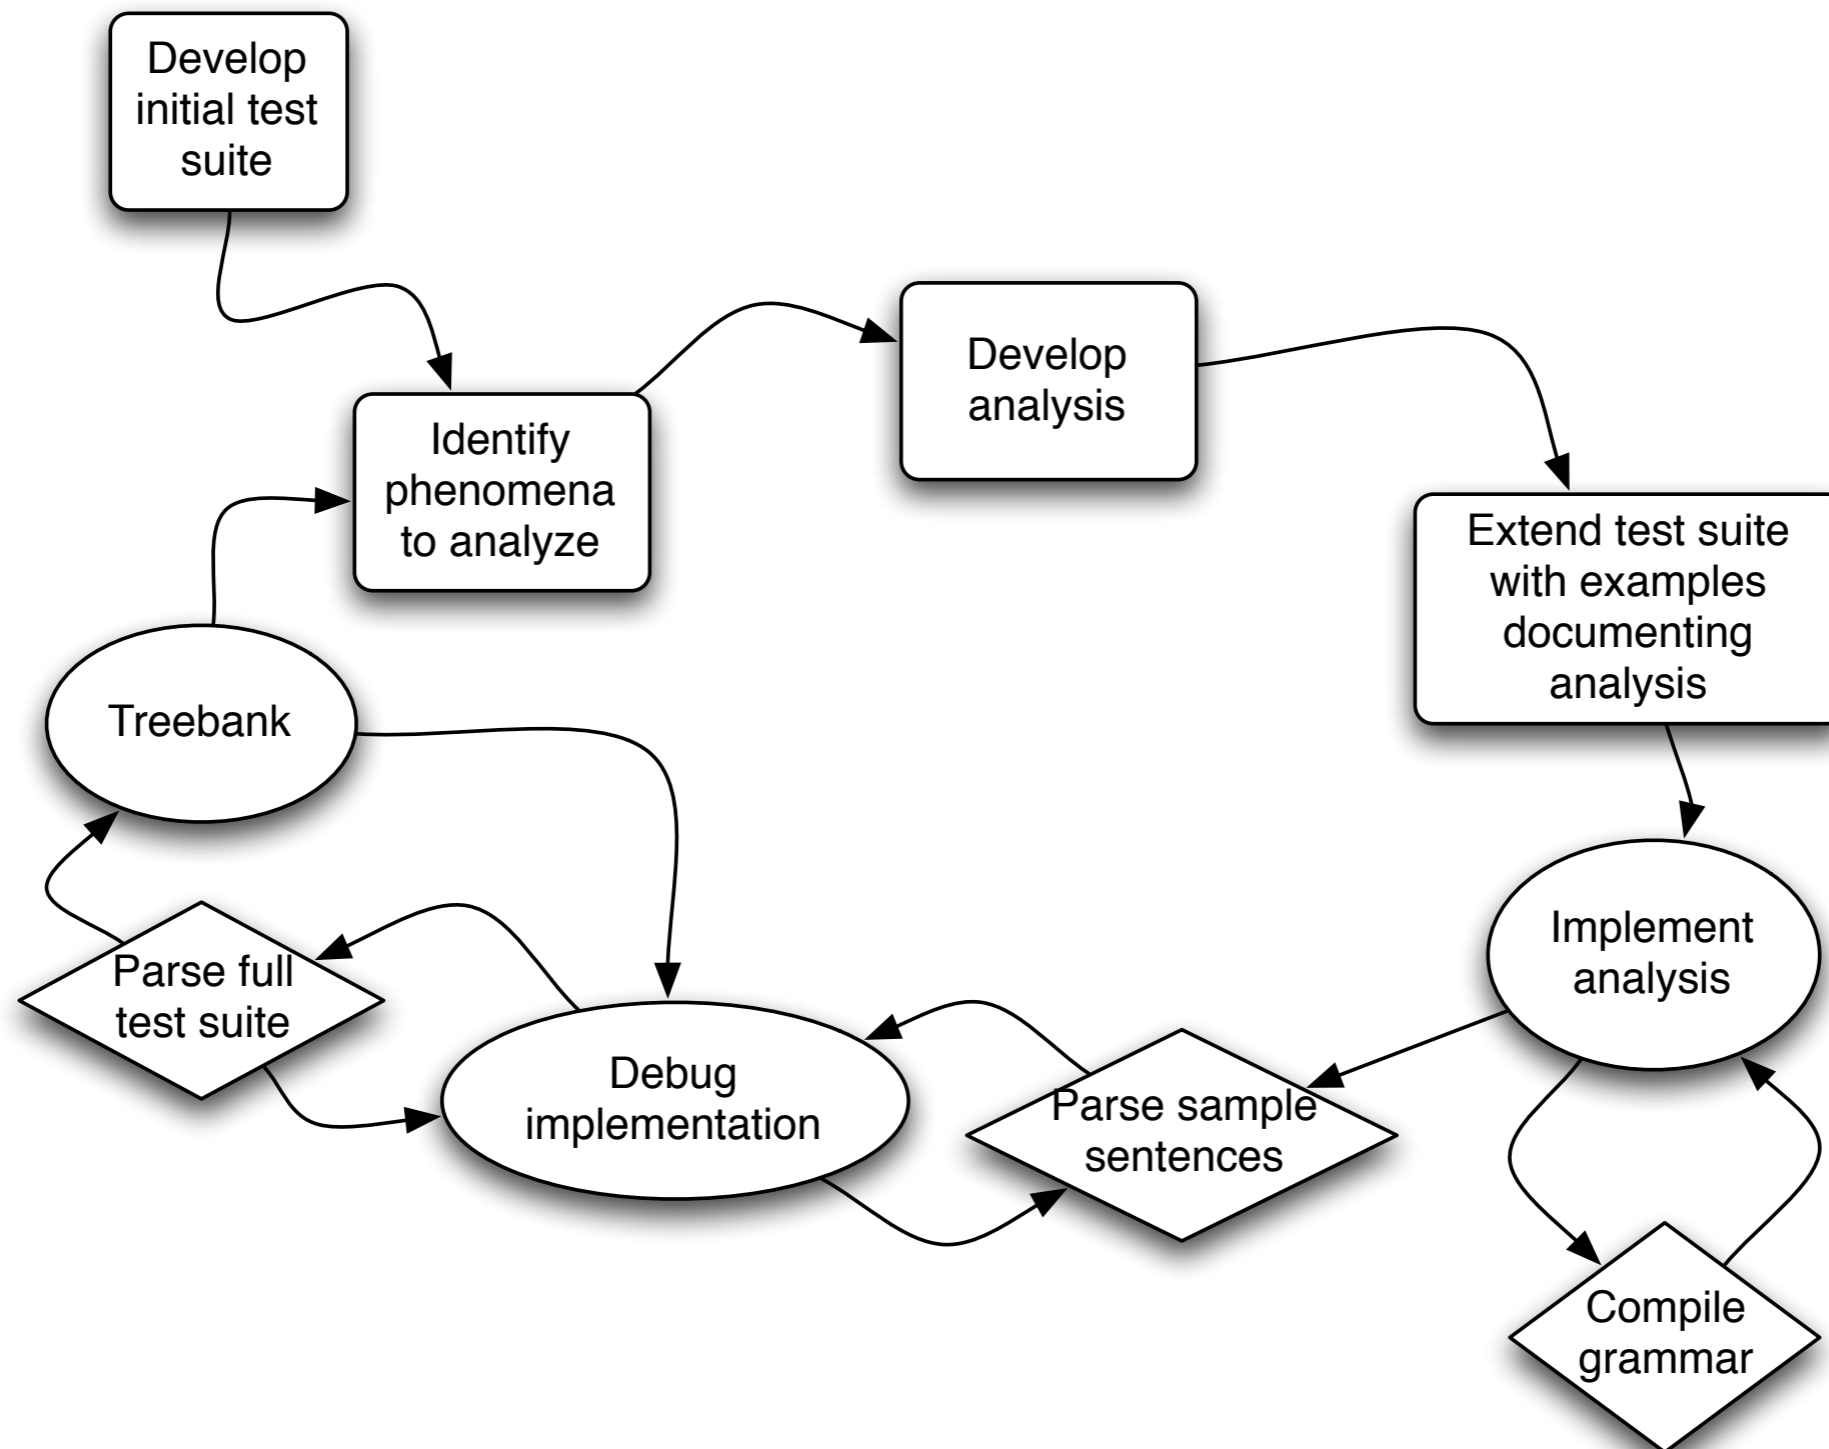 Develop
initial test
suite
Identify
phenomena
to analyze
Develop
analysis
Extend test suite
with examples
documenting
analysis
Treebank
Implement
analysis
Parse full
test suite
Debug
implementation
Parse sample
sentences
Compile
grammar